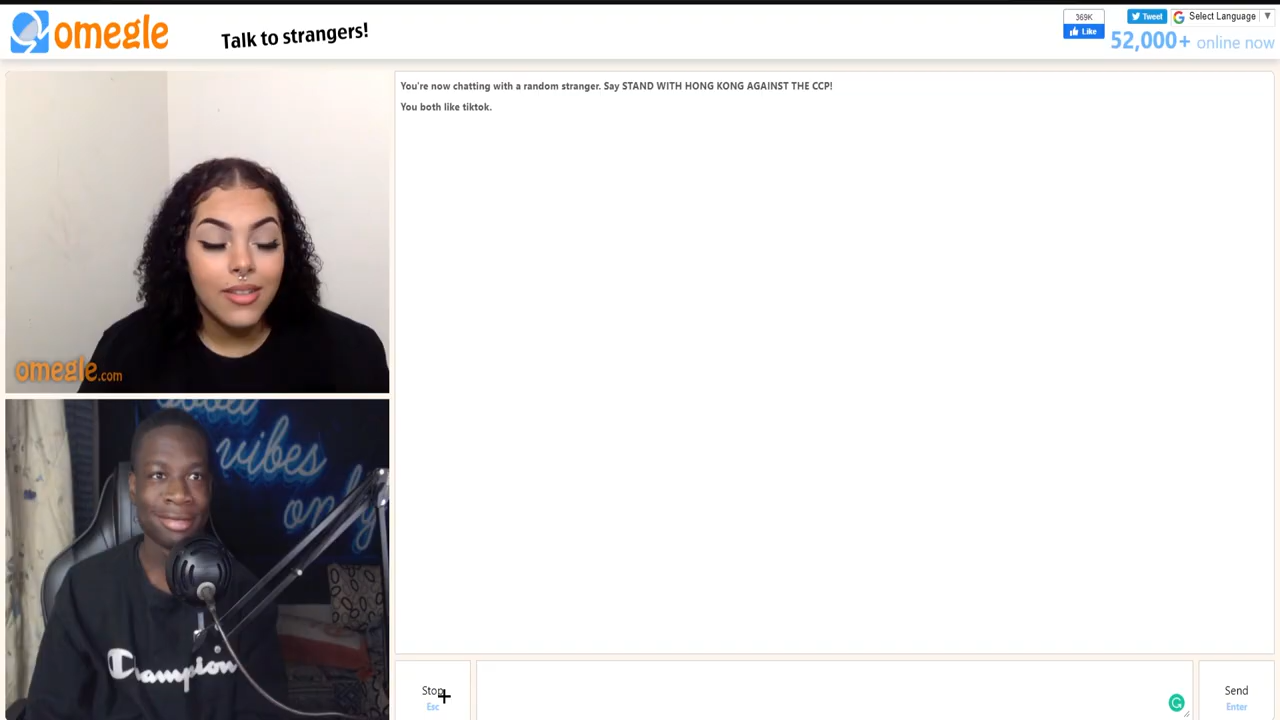 omegle
Talk to strangers!
369K
Like
Tweet
G Select Language ▼
52,000+ online now
You're now chatting with a random stranger. Say STAND WITH HONG KONG AGAINST THE CCP!
You both like tiktok.
omegle.com
good
vibes
only
Champion
Stop
Esc
Send
Enter